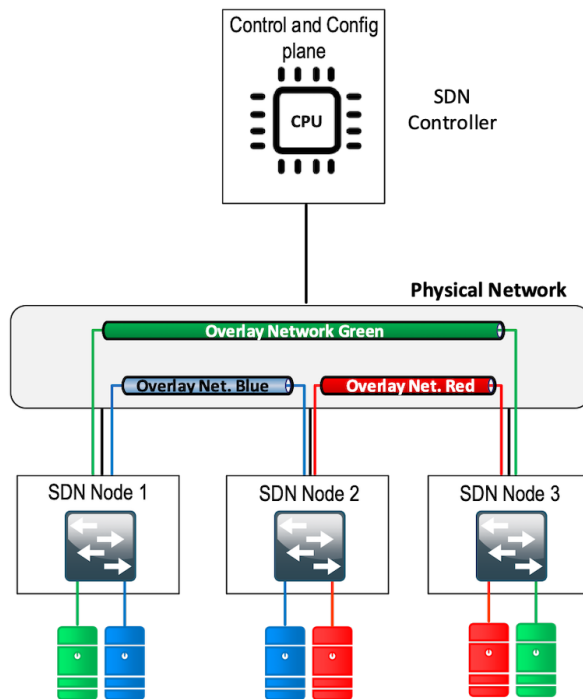 Control and Config
plane
CPU
SDN
Controller
Physical Network
Overlay Network Green
Overlay Net. Blue
Overlay Net. Red
SDN Node 1
SDN Node 2
SDN Node 3